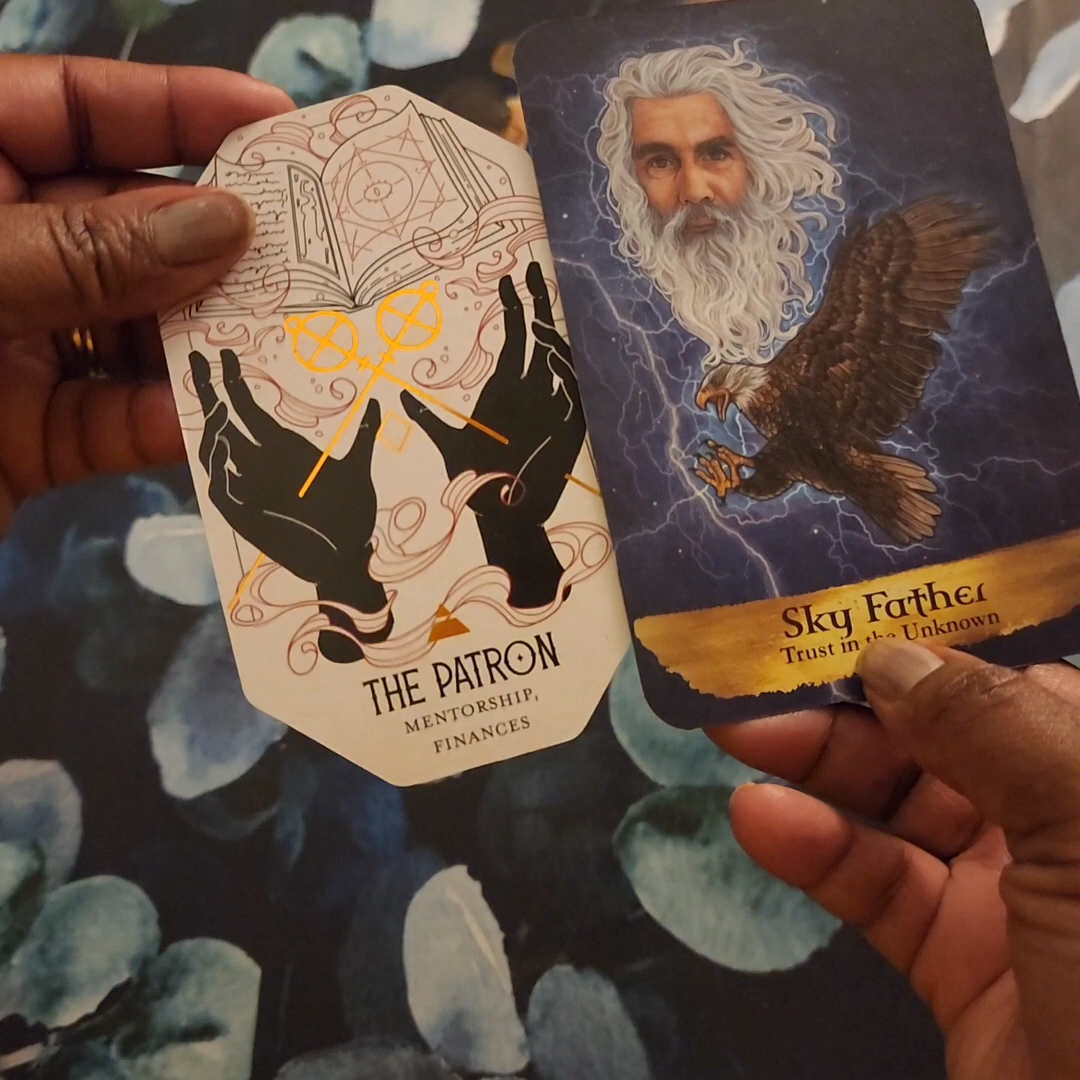 THE PATRON
MENTORSHIP,
FINANCES
Sky Father
Trust in the Unknown